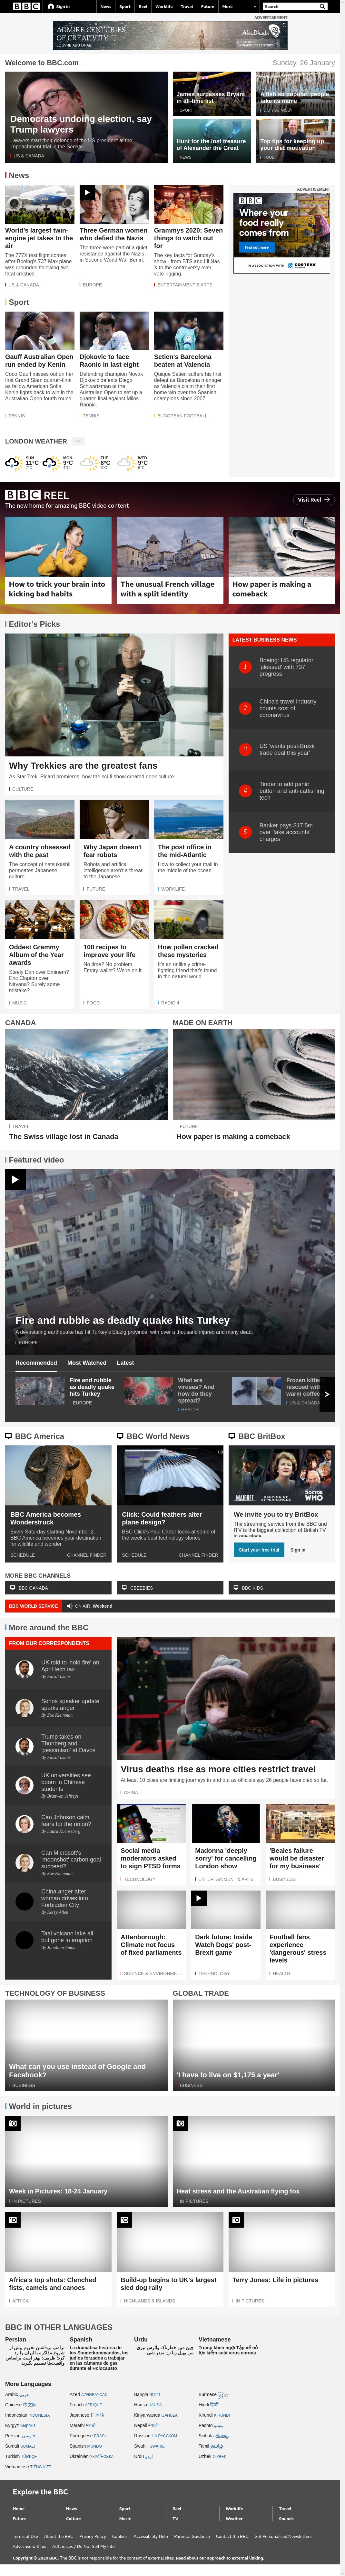 BBC Sign in News Sport Reel Worklife Travel Future More Search
ADVERTISEMENT
ADMIRE CENTURIES
OF CREATIVITY
LOUVRE ABU DHABI
Welcome to BBC.com
Sunday, 26 January
Democrats undoing election, say
Trump lawyers
Lawyers start their defence of the US president at the
impeachment trial in the Senate.
US & CANADA
James surpasses Bryant
in all-time list
SPORT
take its name
Hunt for the lost treasure
of Alexander the Great
NEWS
Top tips for keeping up
your diet motivation
FOOD
News
World's largest twin-
engine jet takes to the
air
The 777X test flight comes
after Boeing's 737 Max plane
was grounded following two
fatal crashes.
US & CANADA
Three German women
who defied the Nazis
The three were part of a quiet
resistance against the Nazis
in Second World War Berlin.
EUROPE
Grammys 2020: Seven
things to watch out
for
The key facts for Sunday's
show - from BTS and Lil Nas
X to the controversy over
vote-rigging.
ENTERTAINMENT & ARTS
ADVERTISEMENT
BBC
Where your
food really
comes from
Find out more
IN ASSOCIATION WITH CORTEVA
Sport
Gauff Australian Open
run ended by Kenin
Coco Gauff misses out on her
first Grand Slam quarter-final
as fellow American Sofia
Kenin fights back to win in the
Australian Open fourth round.
TENNIS
Djokovic to face
Raonic in last eight
Defending champion Novak
Djokovic defeats Diego
Schwartzman at the
Australian Open to set up a
quarter-final against Milos
Raonic.
TENNIS
Setien's Barcelona
beaten at Valencia
Quique Setien suffers his first
defeat as Barcelona manager
as Valencia claim their first
home win over the Spanish
champions since 2007.
EUROPEAN FOOTBALL
LONDON WEATHER EDIT
SUN
11°C
7°C
MON
9°C
4°C
TUE
8°C
3°C
WED
9°C
6°C
BBC REEL
The new home for amazing BBC video content
Visit Reel
How to trick your brain into
kicking bad habits
The unusual French village
with a split identity
How paper is making a
comeback
Editor's Picks
Why Trekkies are the greatest fans
As Star Trek: Picard premieres, how the sci-fi show created geek culture
CULTURE
LATEST BUSINESS NEWS
1
Boeing: US regulator
'pleased' with 737
progress
2
China's travel industry
counts cost of
coronavirus
3
US 'wants post-Brexit
trade deal this year'
4
Tinder to add panic
button and anti-catfishing
tech
5
Banker pays $17.5m
over 'fake accounts'
charges
A country obsessed
with the past
The concept of natsukashii
permeates Japanese
culture
TRAVEL
Why Japan doesn't
fear robots
Robots and artificial
intelligence aren't a threat
to the Japanese
FUTURE
The post office in
the mid-Atlantic
How to collect your mail in
the middle of the ocean
WORKLIFE
Oddest Grammy
Album of the Year
awards
Steely Dan over Eminem?
Eric Clapton over
Nirvana? Surely some
mistake?
MUSIC
100 recipes to
improve your life
No time? No problem.
Empty wallet? We're on it
FOOD
How pollen cracked
these mysteries
It's an unlikely crime-
fighting friend that's found
in the natural world
RADIO 4
CANADA
TRAVEL
The Swiss village lost in Canada
MADE ON EARTH
FUTURE
How paper is making a comeback
Featured video
Fire and rubble as deadly quake hits Turkey
A devastating earthquake has hit Turkey's Elazig province, with over a thousand injured and many dead.
EUROPE
Recommended Most Watched Latest
Fire and rubble
as deadly quake
hits Turkey
EUROPE
What are
viruses? And
how do they
spread?
HEALTH
Frozen kitten
rescued with
warm coffee
US & CANADA
BBC America
BBC America becomes
Wonderstruck
Every Saturday starting November 2,
BBC America becomes your destination
for wildlife and wonder
SCHEDULE CHANNEL FINDER
BBC World News
Click: Could feathers alter
plane design?
BBC Click's Paul Carter looks at some of
the week's best technology stories
SCHEDULE CHANNEL FINDER
BBC BritBox
MAIGRET KEEPING UP APPEARANCES DOCTOR WHO
We invite you to try BritBox
The streaming service from the BBC and
ITV is the biggest collection of British TV
in one place
Start your free trial Sign in
MORE BBC CHANNELS
BBC CANADA
CBEEBIES
BBC KIDS
BBC WORLD SERVICE ON AIR: Weekend
More around the BBC
FROM OUR CORRESPONDENTS
UK told to 'hold fire' on
April tech tax
By Faisal Islam
Sonos speaker update
sparks anger
By Zoe Kleinman
Trump takes on
Thunberg and
'pessimism' at Davos
By Faisal Islam
UK universities see
boom in Chinese
students
By Branwen Jeffreys
Can Johnson calm
fears for the union?
By Laura Kuenssberg
Can Microsoft's
'moonshot' carbon goal
succeed?
By Zoe Kleinman
China anger after
woman drives into
Forbidden City
By Kerry Allen
Taal volcano take all
but gone in eruption
By Jonathan Amos
Virus deaths rise as more cities restrict travel
At least 10 cities are limiting journeys in and out as officials say 26 people have died so far.
CHINA
Social media
moderators asked
to sign PTSD forms
TECHNOLOGY
Madonna 'deeply
sorry' for cancelling
London show
ENTERTAINMENT & ARTS
'Beales failure
would be disaster
for my business'
BUSINESS
Attenborough:
Climate not focus
of fixed parliaments
SCIENCE & ENVIRONME...
Dark future: Inside
Watch Dogs' post-
Brexit game
TECHNOLOGY
Football fans
experience
'dangerous' stress
levels
HEALTH
TECHNOLOGY OF BUSINESS
What can you use instead of Google and
Facebook?
BUSINESS
GLOBAL TRADE
'I have to live on $1,175 a year'
BUSINESS
World in pictures
Week in Pictures: 18-24 January
IN PICTURES
Heat stress and the Australian flying fox
IN PICTURES
Africa's top shots: Clenched
fists, camels and canoes
AFRICA
Build-up begins to UK's largest
sled dog rally
HIGHLANDS & ISLANDS
Terry Jones: Life in pictures
IN PICTURES
BBC IN OTHER LANGUAGES
Persian
Spanish
La dramática historia de
los Sonderkommandos, los
judíos forzados a trabajar
en las cámaras de gas
durante el Holocausto
Urdu
Vietnamese
Trump khen ngợi Tập về nỗ
lực kiềm soát virus corona
More Languages
Arabic عربي
Azeri AZƏRBAYCAN
Bangla বাংলা
Burmese
Chinese 中文网
French AFRIQUE
Hausa HAUSA
Hindi हिन्दी
Indonesian INDONESIA
Japanese 日本語
Kinyarwanda GAHUZA
Kirundi KIRUNDI
Kyrgyz Кыргыз
Marathi मराठी
Nepali नेपाली
Pashto پښتو
Persian فارسی
Portuguese BRASIL
Russian НА РУССКОМ
Sinhala
Somali SOMALI
Spanish MUNDO
Swahili SWAHILI
Tamil தமிழ்
Turkish TÜRKÇE
Ukrainian УКРАЇНСЬКА
Urdu اردو
Uzbek O'ZBEK
Vietnamese TIẾNG VIỆT
Explore the BBC
Home News Sport Reel Worklife Travel
Future Culture Music TV Weather Sounds
Terms of Use About the BBC Privacy Policy Cookies Accessibility Help Parental Guidance Contact the BBC Get Personalised Newsletters
Advertise with us AdChoices / Do Not Sell My Info
Copyright © 2020 BBC. The BBC is not responsible for the content of external sites. Read about our approach to external linking.